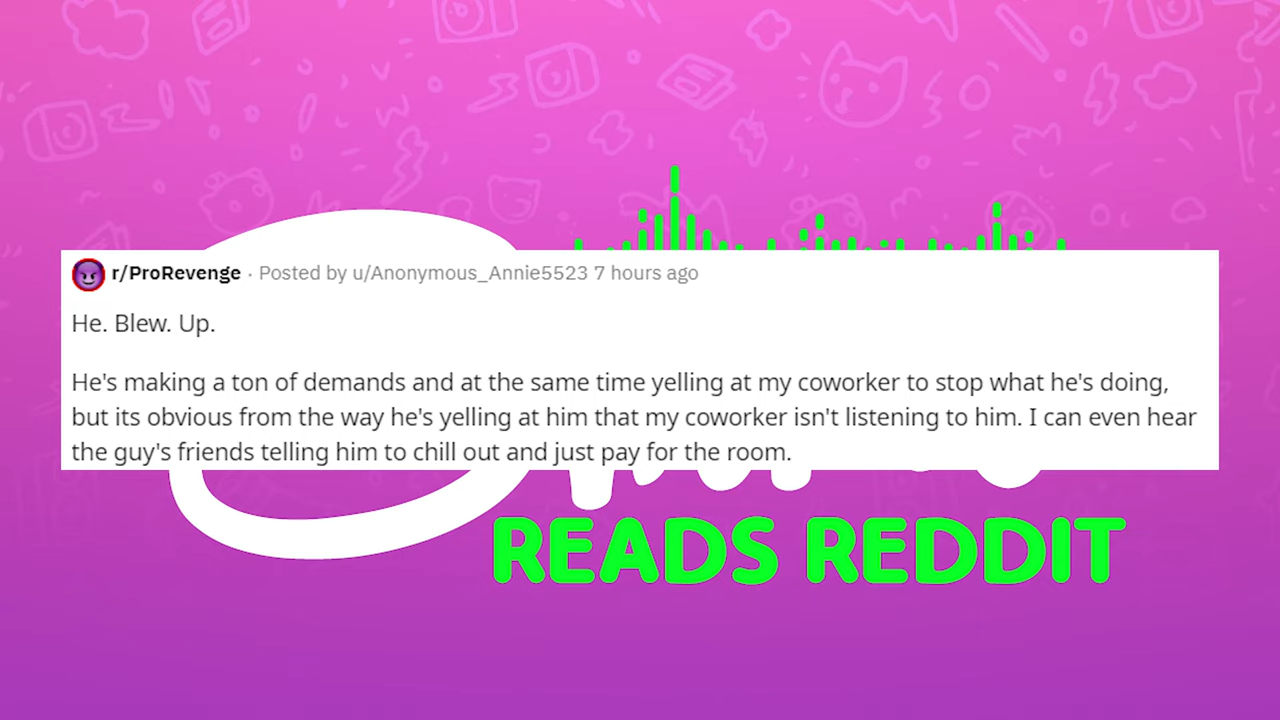 r/ProRevenge · Posted by u/Anonymous_Annie5523 7 hours ago
He. Blew. Up.
He's making a ton of demands and at the same time yelling at my coworker to stop what he's doing,
but its obvious from the way he's yelling at him that my coworker isn't listening to him. I can even hear
the guy's friends telling him to chill out and just pay for the room.
READS REDDIT